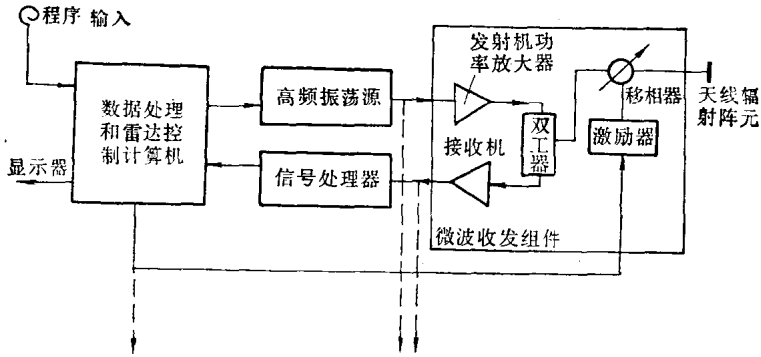 程序 输入
发射机功
率放大器
高频振荡源
移相器
天线辐
射阵元
数据处理
和雷达控
制计算机
双工器
激励器
接收机
显示器
信号处理器
微波收发组件